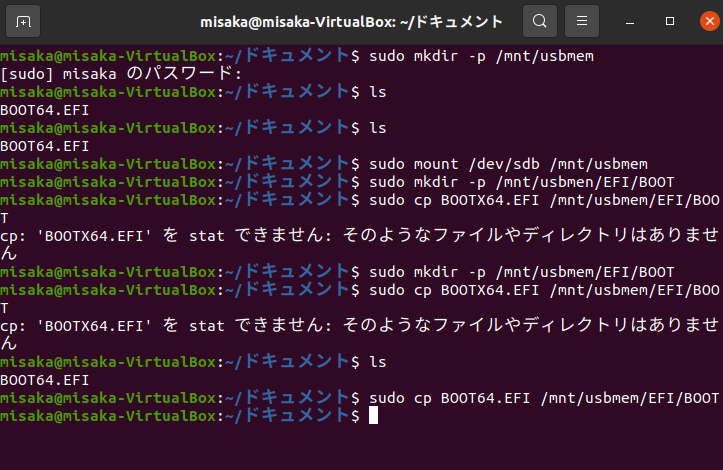 misaka@misaka-VirtualBox: ~/ドキュメント
misaka@misaka-VirtualBox:~/ドキュメント$ sudo mkdir -p /mnt/usbmem
[sudo] misaka のパスワード:
misaka@misaka-VirtualBox:~/ドキュメント$ ls
BOOT64.EFI
misaka@misaka-VirtualBox:~/ドキュメント$ ls
BOOT64.EFI
misaka@misaka-VirtualBox:~/ドキュメント$ sudo mount /dev/sdb /mnt/usbmem
misaka@misaka-VirtualBox:~/ドキュメント$ sudo mkdir -p /mnt/usbmen/EFI/BOOT
misaka@misaka-VirtualBox:~/ドキュメント$ sudo cp BOOTX64.EFI /mnt/usbmem/EFI/BOO
T
cp: 'BOOTX64.EFI' を stat できません: そのようなファイルやディレクトリはありませ
ん
misaka@misaka-VirtualBox:~/ドキュメント$ sudo mkdir -p /mnt/usbmem/EFI/BOOT
misaka@misaka-VirtualBox:~/ドキュメント$ sudo cp BOOTX64.EFI /mnt/usbmem/EFI/BOO
T
cp: 'BOOTX64.EFI' を stat できません: そのようなファイルやディレクトリはありませ
ん
misaka@misaka-VirtualBox:~/ドキュメント$ ls
BOOT64.EFI
misaka@misaka-VirtualBox:~/ドキュメント$ sudo cp BOOT64.EFI /mnt/usbmem/EFI/BOOT
misaka@misaka-VirtualBox:~/ドキュメント$